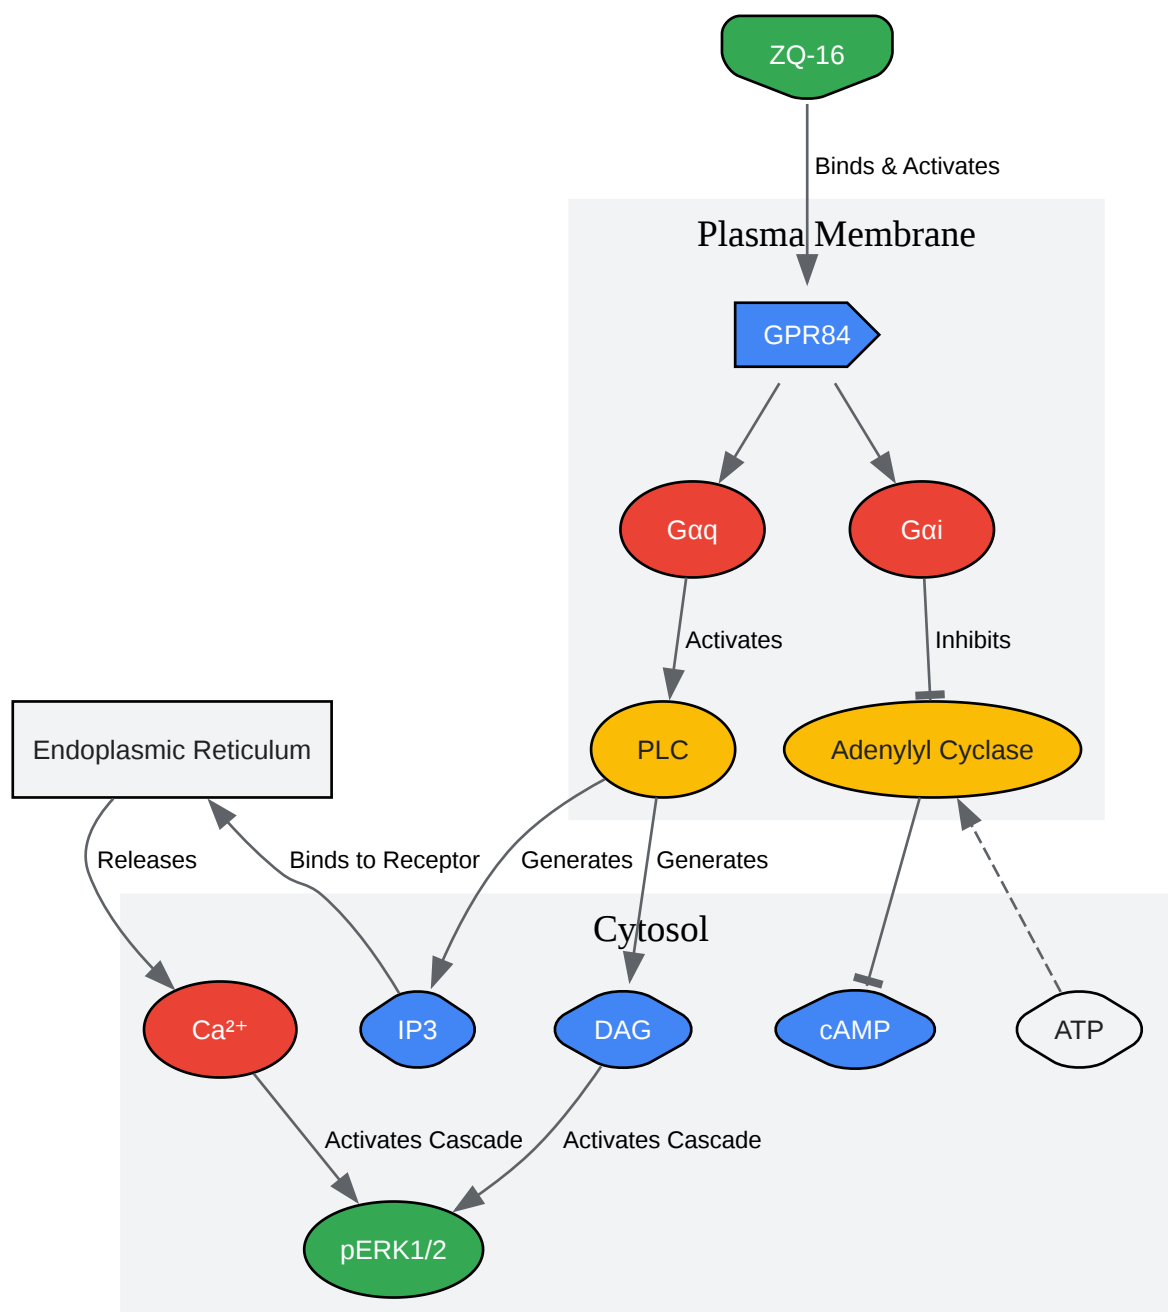 ZQ-16
Binds & Activates
Plasma Membrane
GPR84
Gαq
Gαi
Activates
Inhibits
Endoplasmic Reticulum
PLC
Adenylyl Cyclase
Releases
Binds to Receptor
Generates
Generates
Cytosol
Ca²⁺
IP3
DAG
cAMP
ATP
Activates Cascade
Activates Cascade
pERK1/2